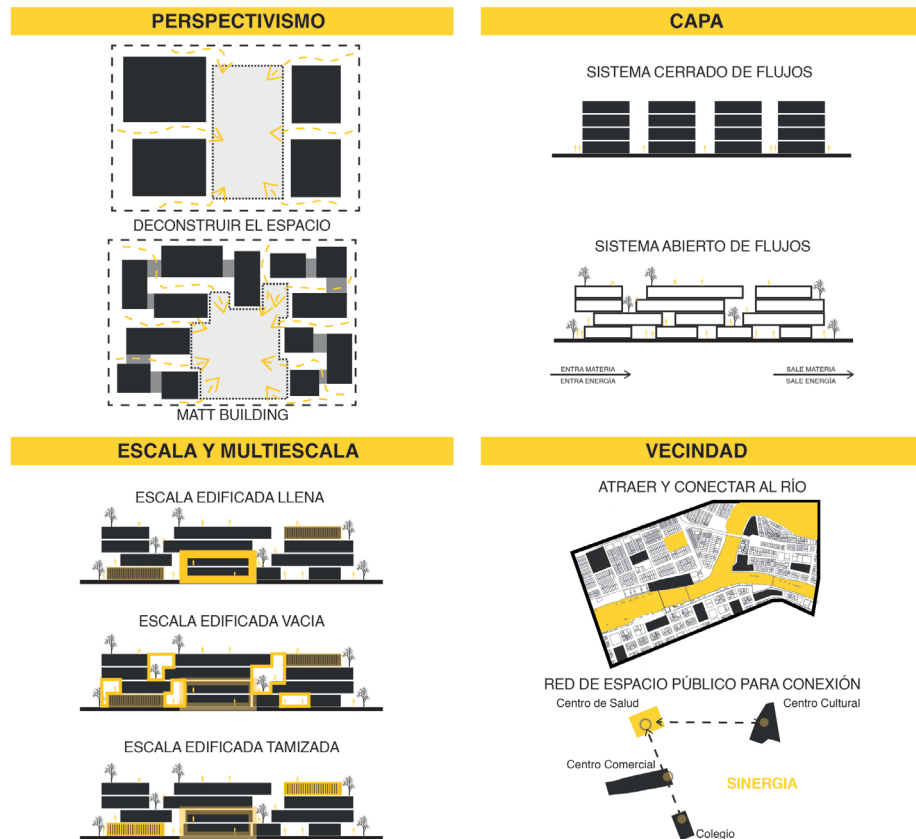 PERSPECTIVISMO
DECONSTRUIR EL ESPACIO
MATT BUILDING
CAPA
SISTEMA CERRADO DE FLUJOS
SISTEMA ABIERTO DE FLUJOS
ENTRA MATERIA
ENTRA ENERGÍA
SALE MATERIA
SALE ENERGÍA
ESCALA Y MULTIESCALA
ESCALA EDIFICADA LLENA
ESCALA EDIFICADA VACIA
ESCALA EDIFICADA TAMIZADA
VECINDAD
ATRAER Y CONECTAR AL RÍO
RED DE ESPACIO PÚBLICO PARA CONEXIÓN
Centro de Salud
Centro Cultural
Centro Comercial
SINERGIA
Colegio